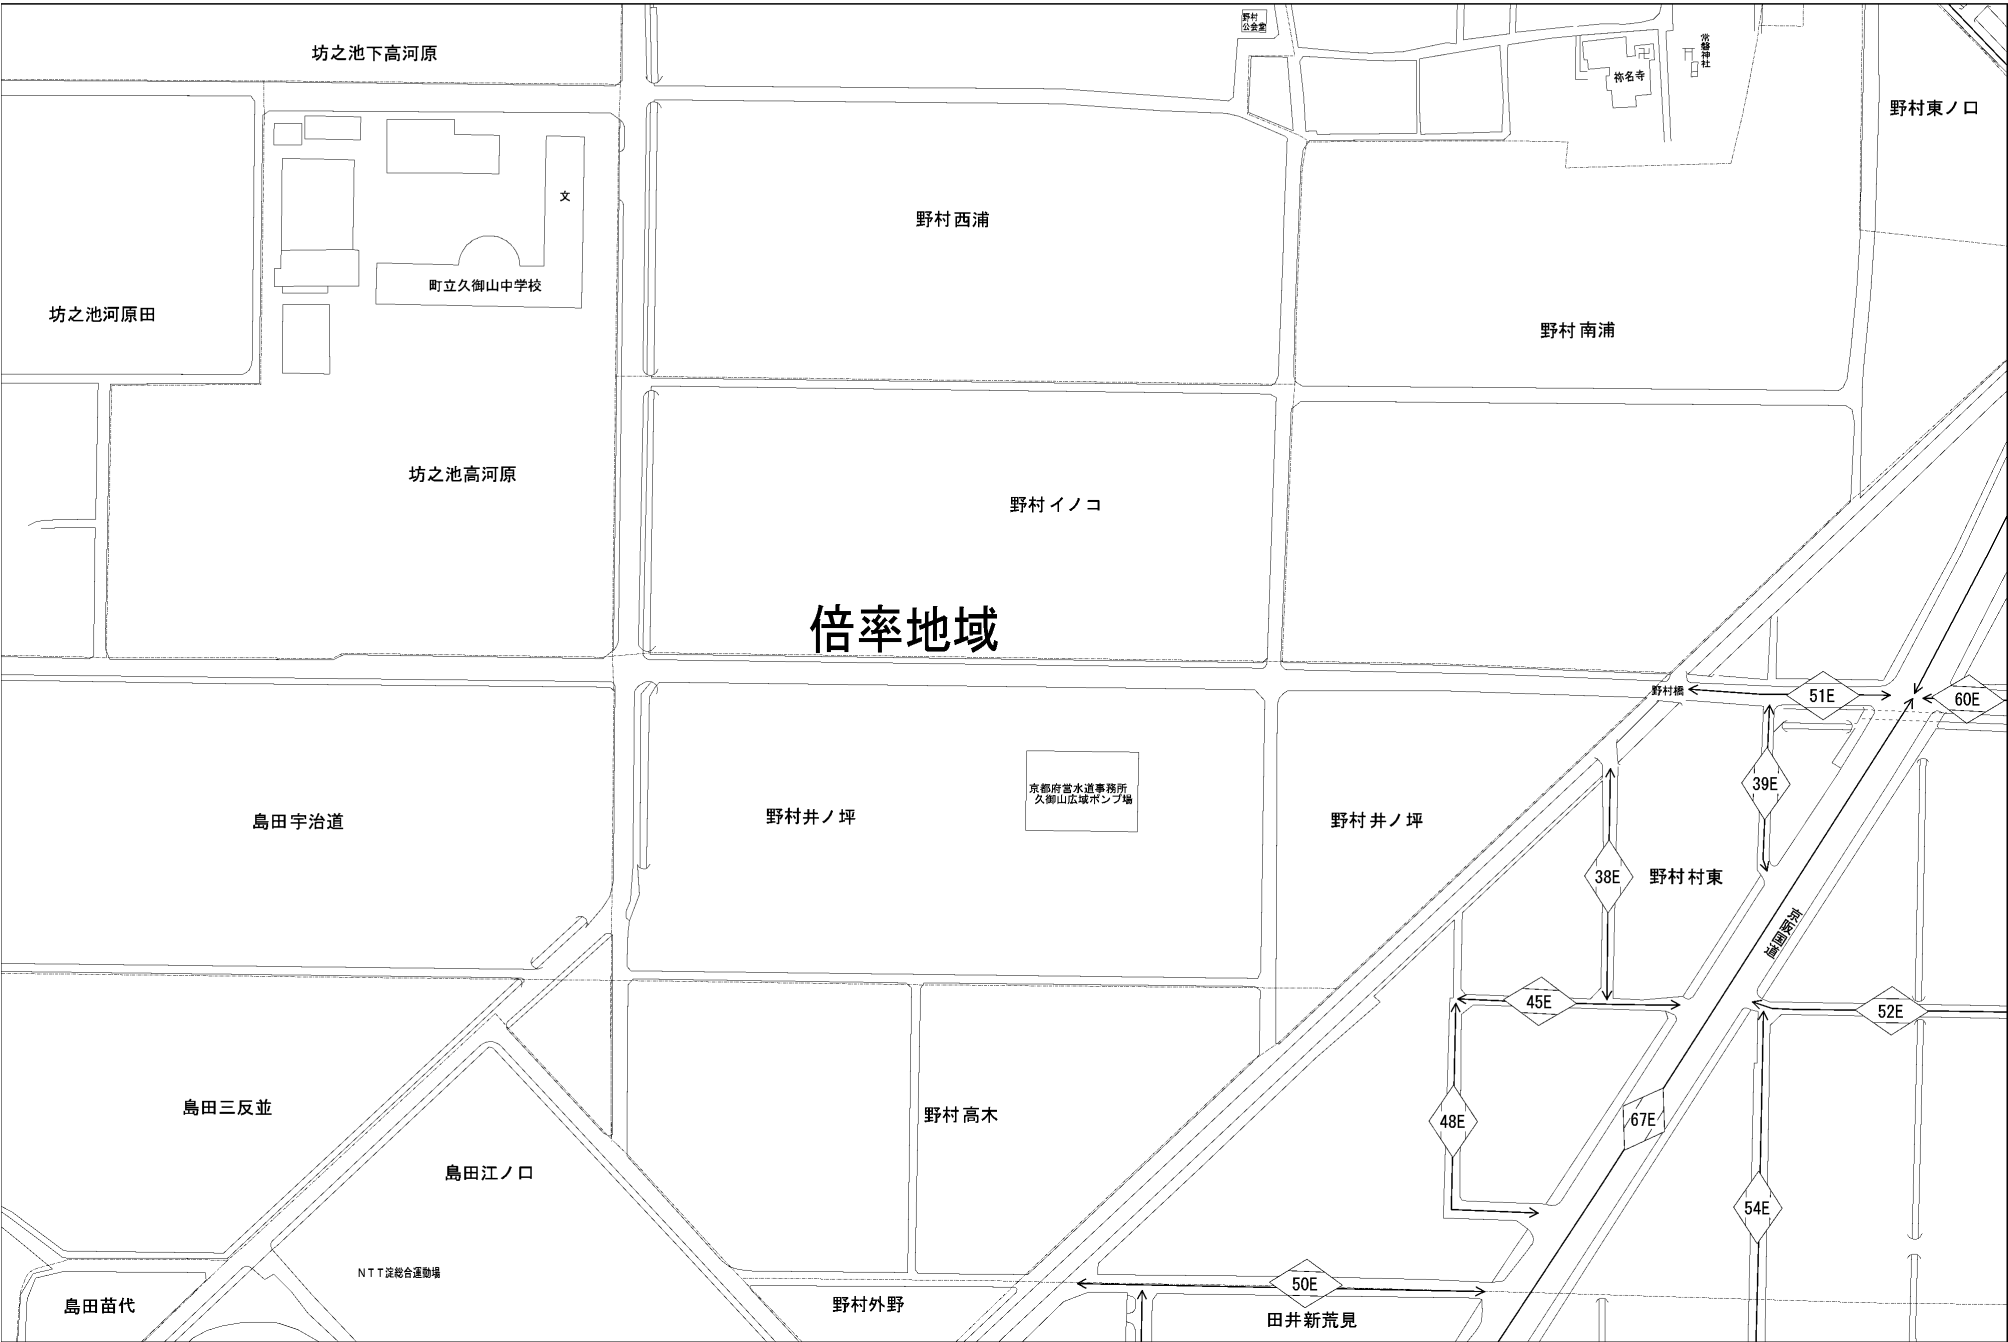 野村
公会堂
坊之池下高河原
常磐神社
祢名寺
野村東ノ口
文
野村西浦
町立久御山中学校
坊之池河原田
野村南浦
坊之池高河原
野村イノコ
倍率地域
野村橋
51E
60E
39E
京都府営水道事務所
久御山広域ポンプ場
島田宇治道
野村井ノ坪
野村井ノ坪
38E
野村村東
京阪国道
45E
52E
島田三反並
野村高木
48E
67E
島田江ノ口
54E
NTT淀総合運動場
50E
島田苗代
野村外野
田井新荒見